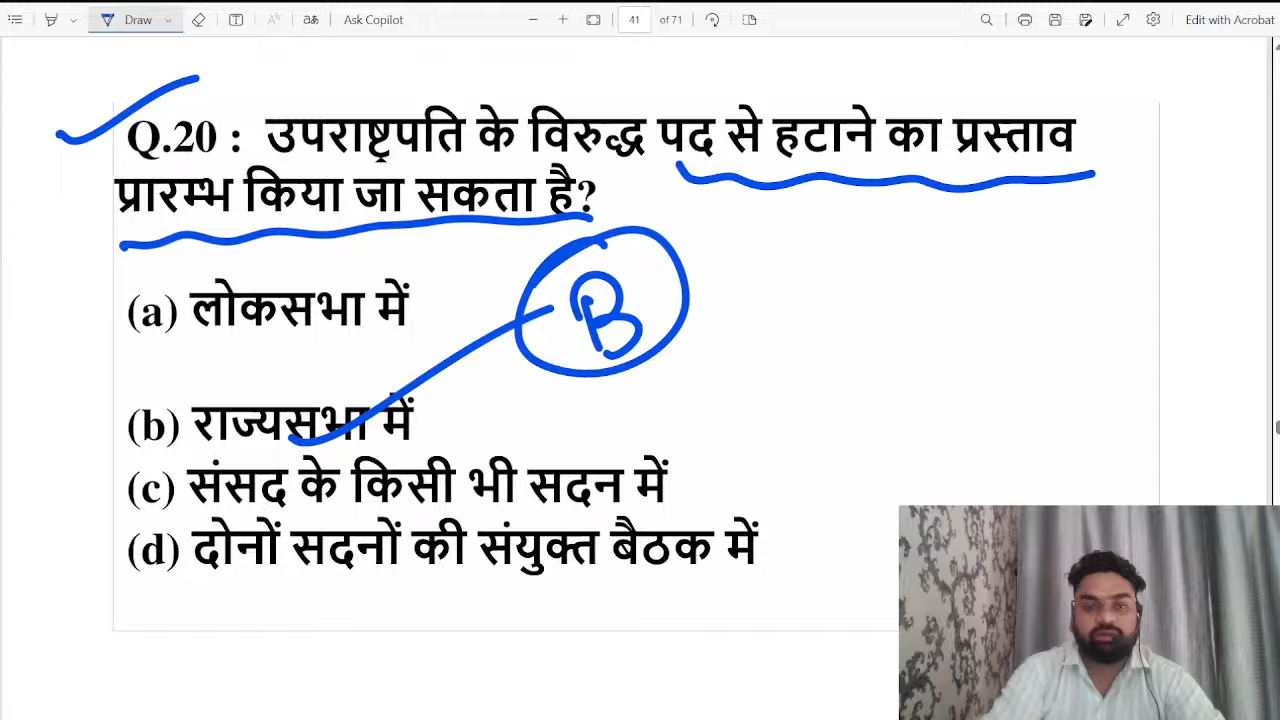 Draw
Ask Copilot
41 of 71
Edit with Acrobat
Q.20 : उपराष्ट्रपति के विरुद्ध पद से हटाने का प्रस्ताव
प्रारम्भ किया जा सकता है?
B
(a) लोकसभा में
(b) राज्यसभा में
(c) संसद के किसी भी सदन में
(d) दोनों सदनों की संयुक्त बैठक में